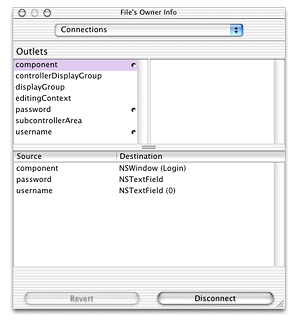 File's Owner Info
Connections
Outlets
component
controllerDisplayGroup
displayGroup
editingContext
password
subcontrollerArea
username
Source Destination
component NSWindow (Login)
password NSTextField
username NSTextField (0)
Revert Disconnect